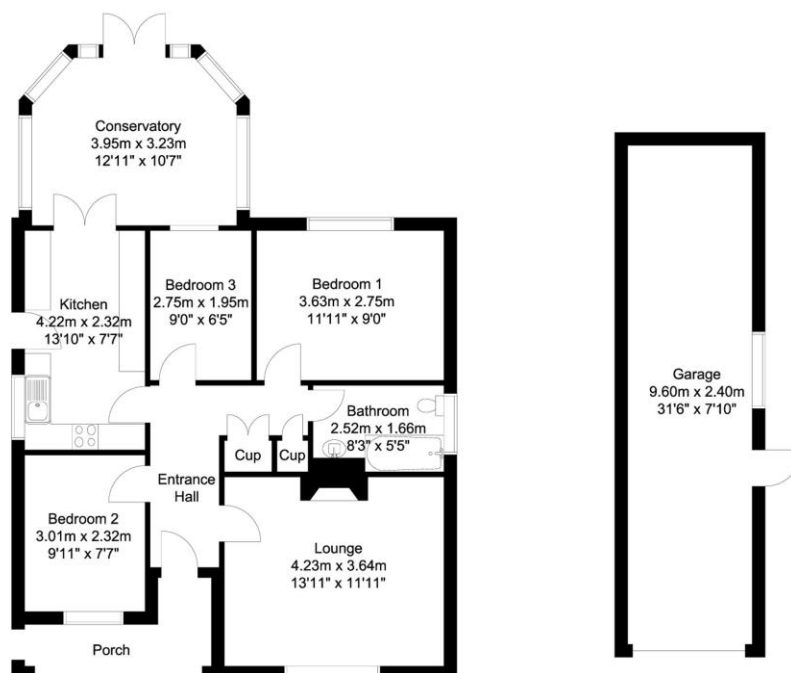 Conservatory
3.95m x 3.23m
12'11" x 10'7"
Bedroom 3
2.75m x 1.95m
9'0" x 6'5"
Bedroom 1
3.63m x 2.75m
11'11" x 9'0"
Kitchen
4.22m x 2.32m
13'10" x 7'7"
Garage
9.60m x 2.40m
31'6" x 7'10"
Bathroom
2.52m x 1.66m
8'3" x 5'5"
Cup
Cup
Entrance
Hall
Bedroom 2
3.01m x 2.32m
9'11" x 7'7"
Lounge
4.23m x 3.64m
13'11" x 11'11"
Porch